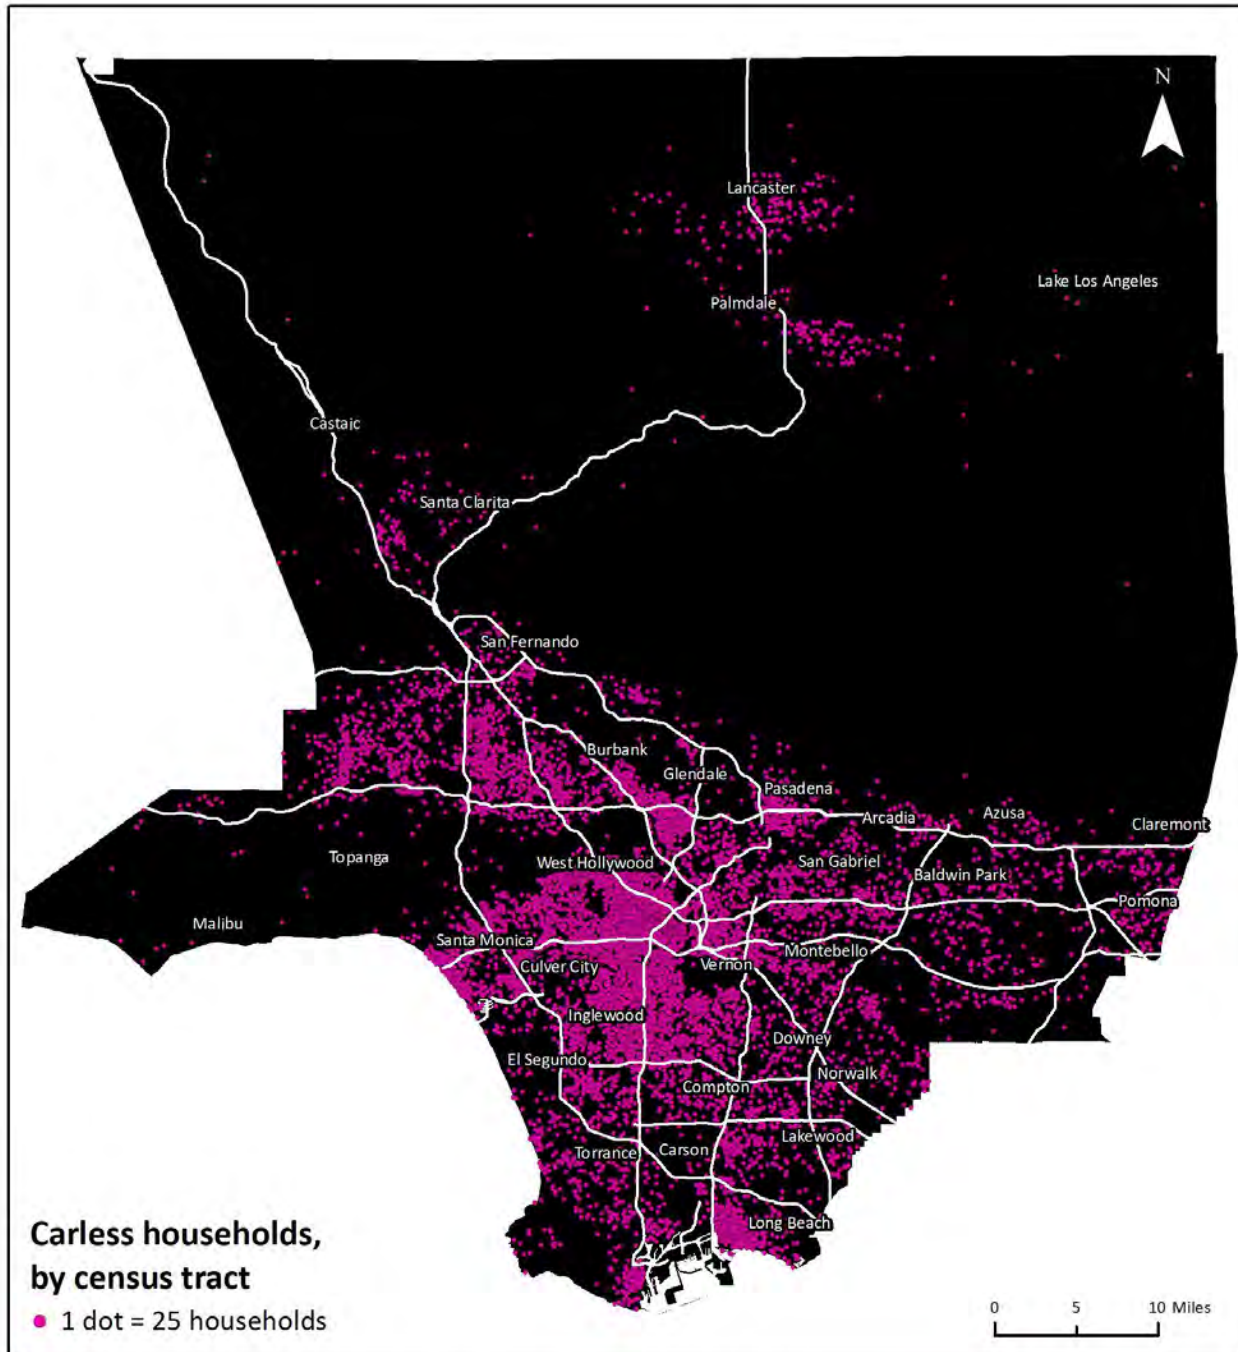 N
Lancaster
Lake Los Angeles
Palmdale
Castaic
Santa Clarita
San Fernando
Burbank
Glendale
Pasadena
Arcadia
Azusa
Claremont
Topanga
West Hollywood
San Gabriel
Baldwin Park
Pomona
Malibu
Santa Monica
Culver City
Vernon
Montebello
Inglewood
El Segundo
Downey
Norwalk
Compton
Lakewood
Torrance
Carson
Long Beach
Carless households,
by census tract
1 dot = 25 households
0 5 10 Miles